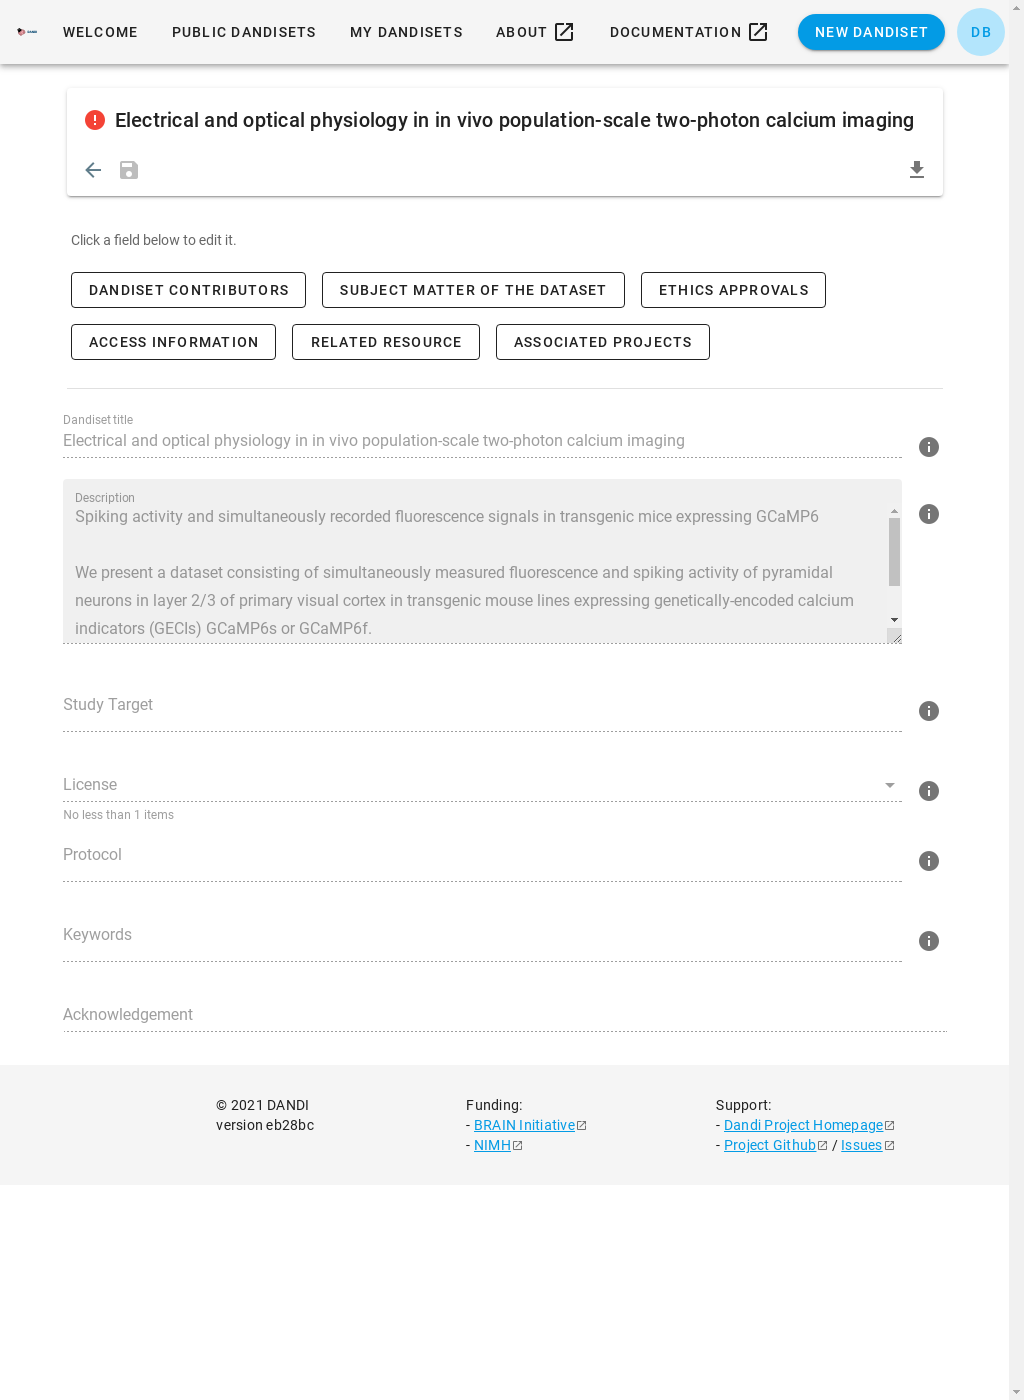 DANDI
WELCOME
PUBLIC DANDISETS
MY DANDISETS
ABOUT
DOCUMENTATION
NEW DANDISET
DB
Electrical and optical physiology in in vivo population-scale two-photon calcium imaging
Click a field below to edit it.
DANDISET CONTRIBUTORS
SUBJECT MATTER OF THE DATASET
ETHICS APPROVALS
ACCESS INFORMATION
RELATED RESOURCE
ASSOCIATED PROJECTS
Dandiset title
Electrical and optical physiology in in vivo population-scale two-photon calcium imaging
Description
Spiking activity and simultaneously recorded fluorescence signals in transgenic mice expressing GCaMP6
We present a dataset consisting of simultaneously measured fluorescence and spiking activity of pyramidal
neurons in layer 2/3 of primary visual cortex in transgenic mouse lines expressing genetically-encoded calcium
indicators (GECIs) GCaMP6s or GCaMP6f.
Study Target
License
No less than 1 items
Protocol
Keywords
Acknowledgement
© 2021 DANDI
version eb28bc
Funding:
- BRAIN Initiative
- NIMH
Support:
- Dandi Project Homepage
- Project Github / Issues